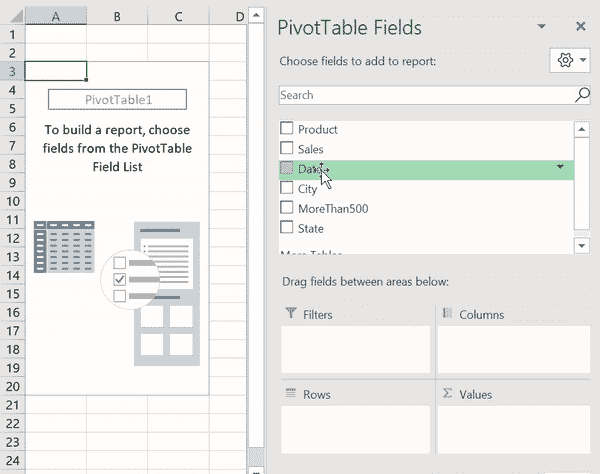 PivotTable Fields
A B C D
1
2
3
4
5
6
7
8
9
10
11
12
13
14
15
16
17
18
19
20
21
22
23
24
PivotTable1
To build a report, choose
fields from the PivotTable
Field List
Choose fields to add to report:
Search
Product
Sales
Date
City
MoreThan500
State
More Tables
Drag fields between areas below:
Filters
Columns
Rows
Σ Values